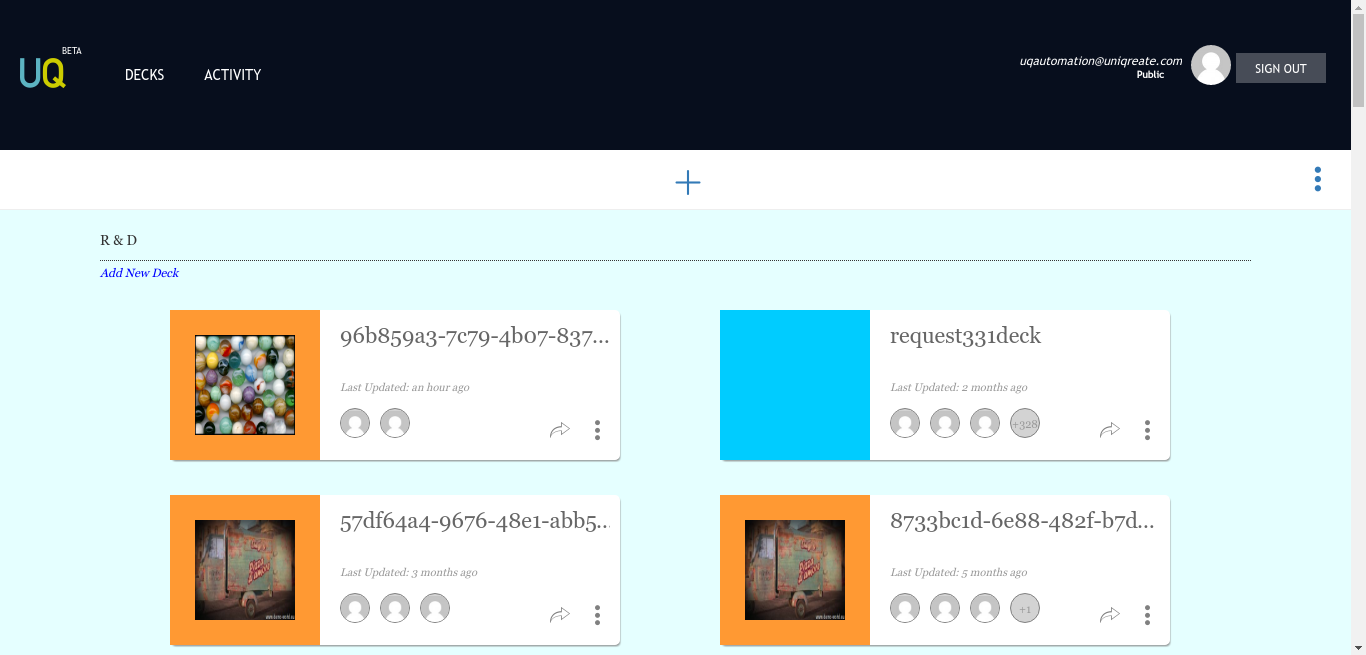 UQ BETA
DECKS
ACTIVITY
uqautomation@uniqreate.com
Public
SIGN OUT
R & D
Add New Deck
96b859a3-7c79-4b07-837...
Last Updated: an hour ago
request331deck
Last Updated: 2 months ago
+328
57df64a4-9676-48e1-abb5...
Last Updated: 3 months ago
8733bc1d-6e88-482f-b7d...
Last Updated: 5 months ago
+1